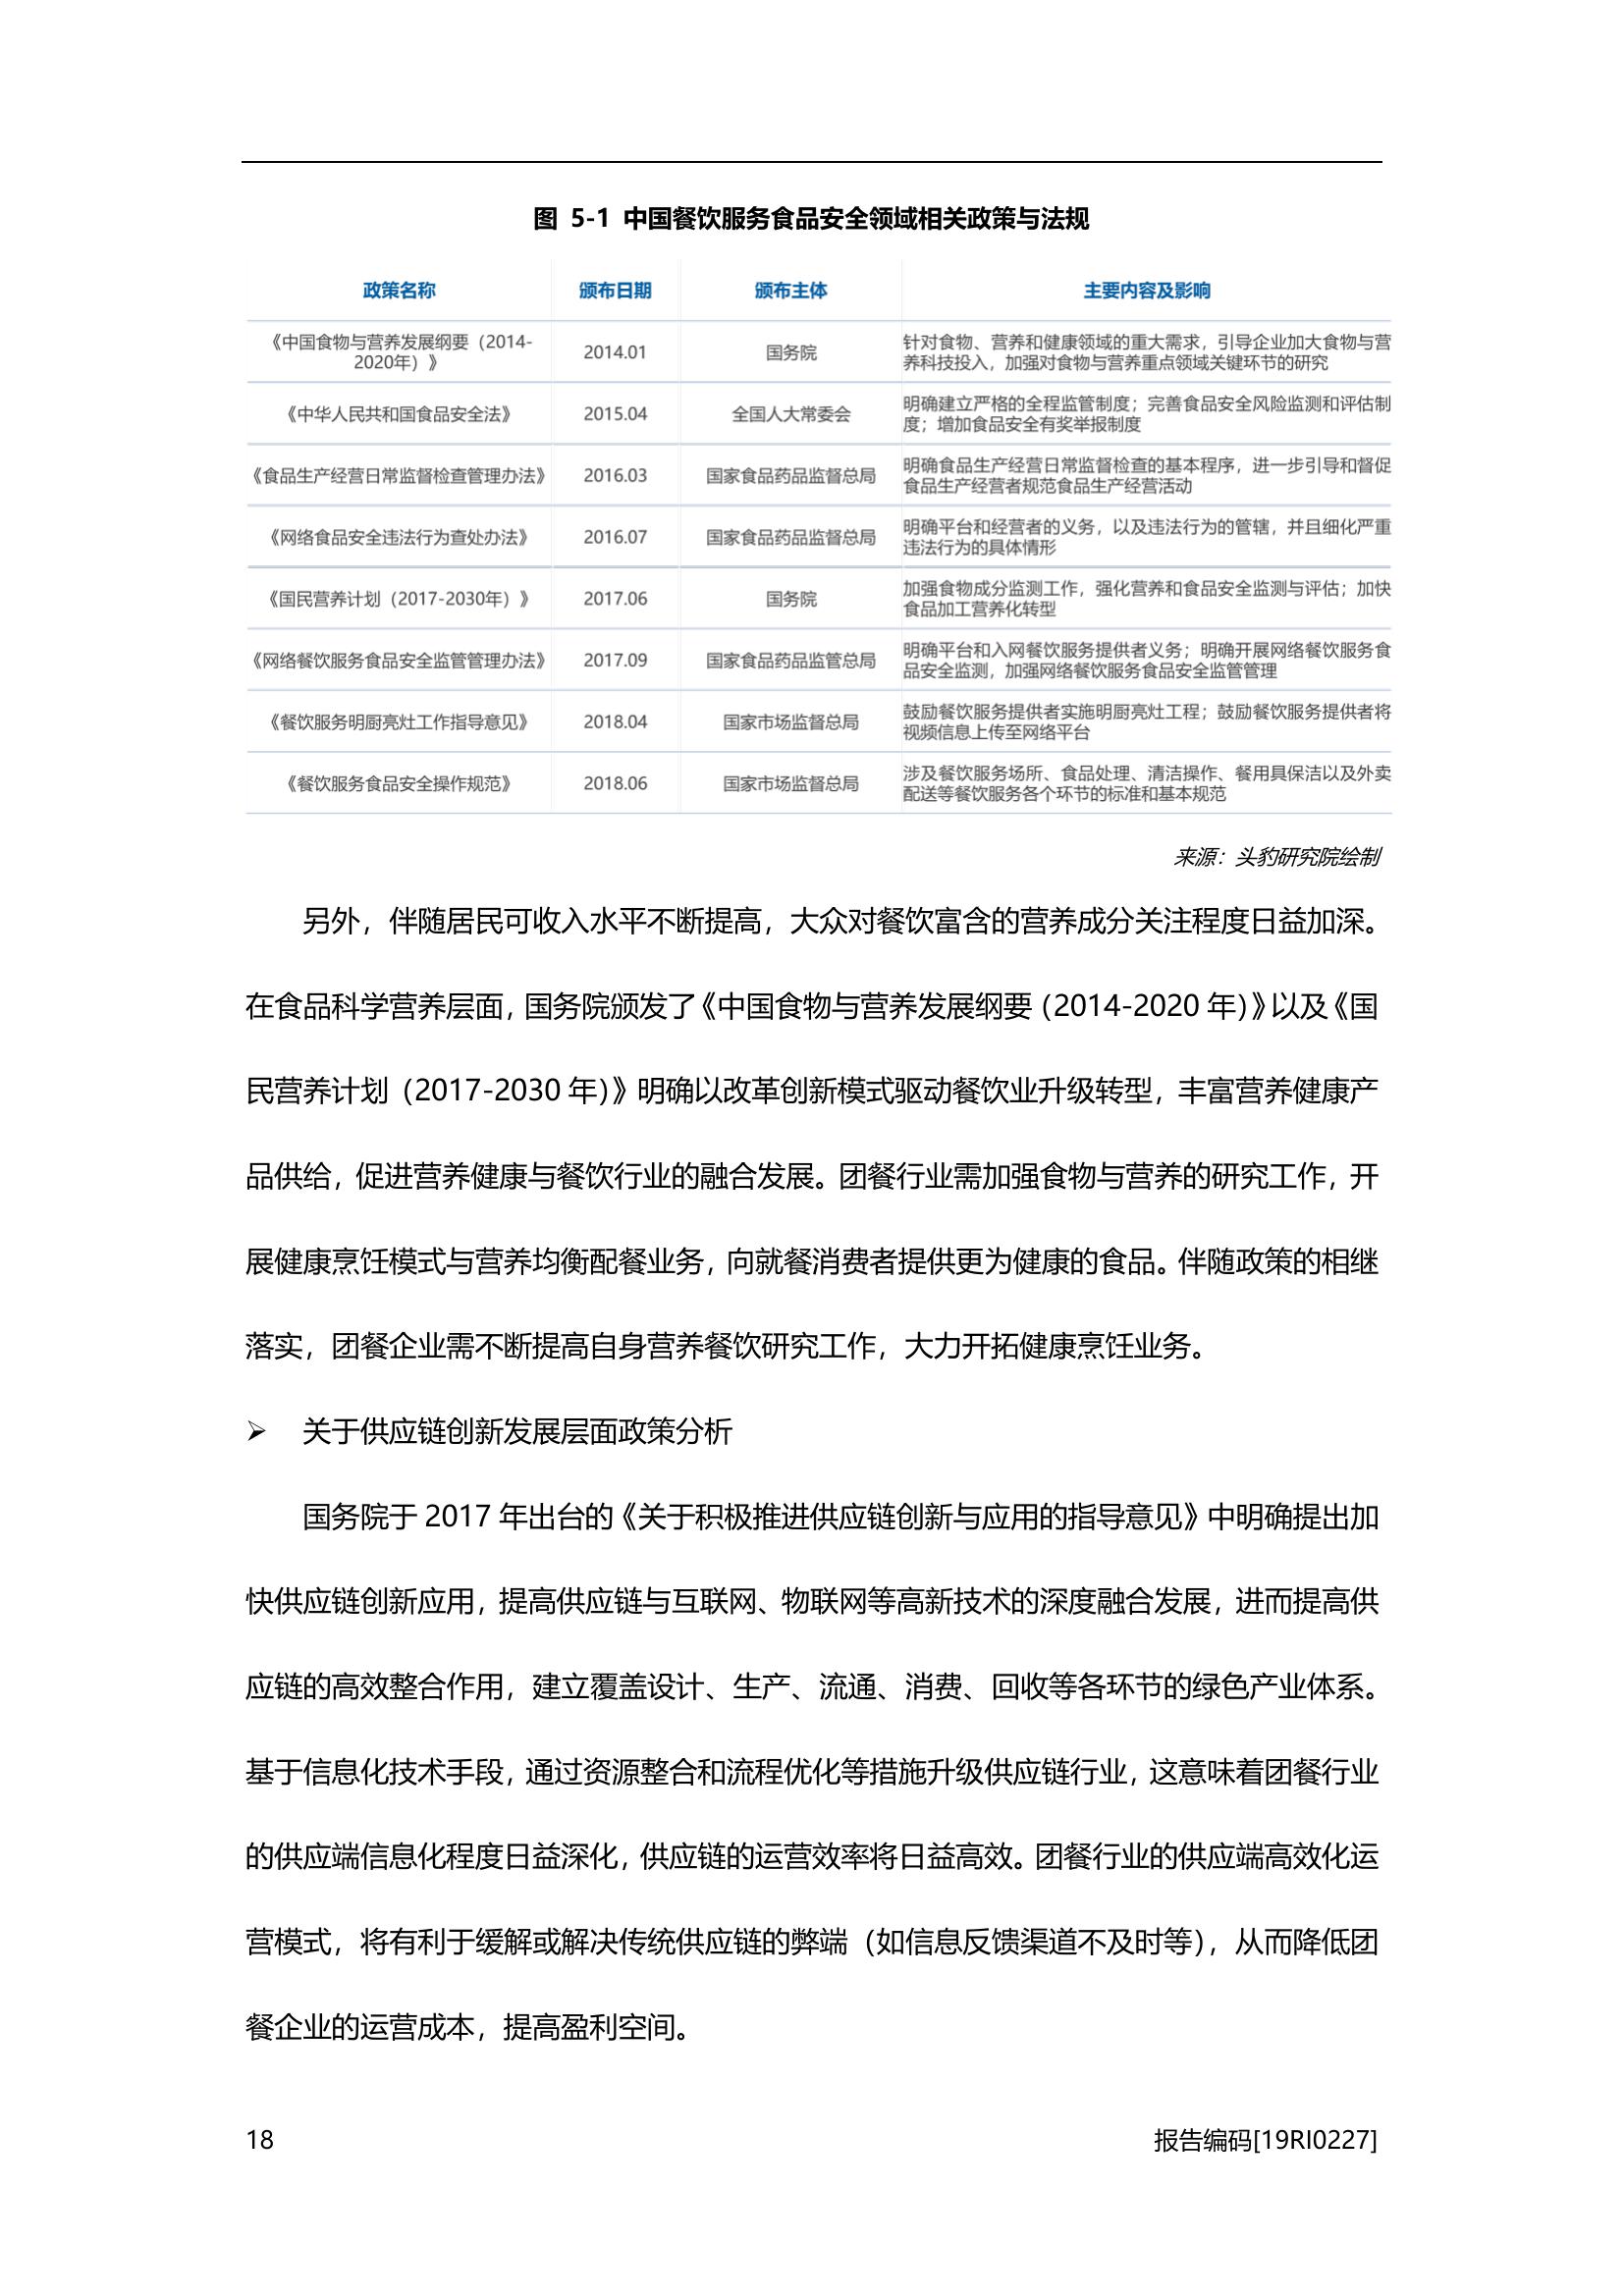 图 5-1 中国餐饮服务食品安全领域相关政策与法规
政策名称 颁布日期 颁布主体 主要内容及影响
《中国食物与营养发展纲要（2014-
2020年）》 2014.01 国务院 针对食物、营养和健康领域的重大需求，引导企业加大食物与营
养科技投入，加强对食物与营养重点领域关键环节的研究
《中华人民共和国食品安全法》 2015.04 全国人大常委会 明确建立严格的全程监管制度；完善食品安全风险监测和评估制
度；增加食品安全有奖举报制度
《食品生产经营日常监督检查管理办法》 2016.03 国家食品药品监督总局 明确食品生产经营日常监督检查的基本程序，进一步引导和督促
食品生产经营者规范食品生产经营活动
《网络食品安全违法行为查处办法》 2016.07 国家食品药品监督总局 明确平台和经营者的义务，以及违法行为的管辖，并且细化严重
违法行为的具体情形
《国民营养计划（2017-2030年）》 2017.06 国务院 加强食物成分监测工作，强化营养和食品安全监测与评估；加快
食品加工营养化转型
《网络餐饮服务食品安全监管管理办法》 2017.09 国家食品药品监管总局 明确平台和入网餐饮服务提供者义务；明确开展网络餐饮服务食
品安全监测，加强网络餐饮服务食品安全监管管理
《餐饮服务明厨亮灶工作指导意见》 2018.04 国家市场监督总局 鼓励餐饮服务提供者实施明厨亮灶工程；鼓励餐饮服务提供者将
视频信息上传至网络平台
《餐饮服务食品安全操作规范》 2018.06 国家市场监督总局 涉及餐饮服务场所、食品处理、清洁操作、餐用具保洁以及外卖
配送等餐饮服务各个环节的标准和基本规范
来源：头豹研究院绘制
另外，伴随居民可收入水平不断提高，大众对餐饮富含的营养成分关注程度日益加深。
在食品科学营养层面，国务院颁发了《中国食物与营养发展纲要（2014-2020 年）》以及《国
民营养计划（2017-2030 年）》明确以改革创新模式驱动餐饮业升级转型，丰富营养健康产
品供给，促进营养健康与餐饮行业的融合发展。团餐行业需加强食物与营养的研究工作，开
展健康烹饪模式与营养均衡配餐业务，向就餐消费者提供更为健康的食品。伴随政策的相继
落实，团餐企业需不断提高自身营养餐饮研究工作，大力开拓健康烹饪业务。
➢ 关于供应链创新发展层面政策分析
国务院于 2017 年出台的《关于积极推进供应链创新与应用的指导意见》中明确提出加
快供应链创新应用，提高供应链与互联网、物联网等高新技术的深度融合发展，进而提高供
应链的高效整合作用，建立覆盖设计、生产、流通、消费、回收等各环节的绿色产业体系。
基于信息化技术手段，通过资源整合和流程优化等措施升级供应链行业，这意味着团餐行业
的供应端信息化程度日益深化，供应链的运营效率将日益高效。团餐行业的供应端高效化运
营模式，将有利于缓解或解决传统供应链的弊端（如信息反馈渠道不及时等），从而降低团
餐企业的运营成本，提高盈利空间。
18 报告编码[19RI0227]